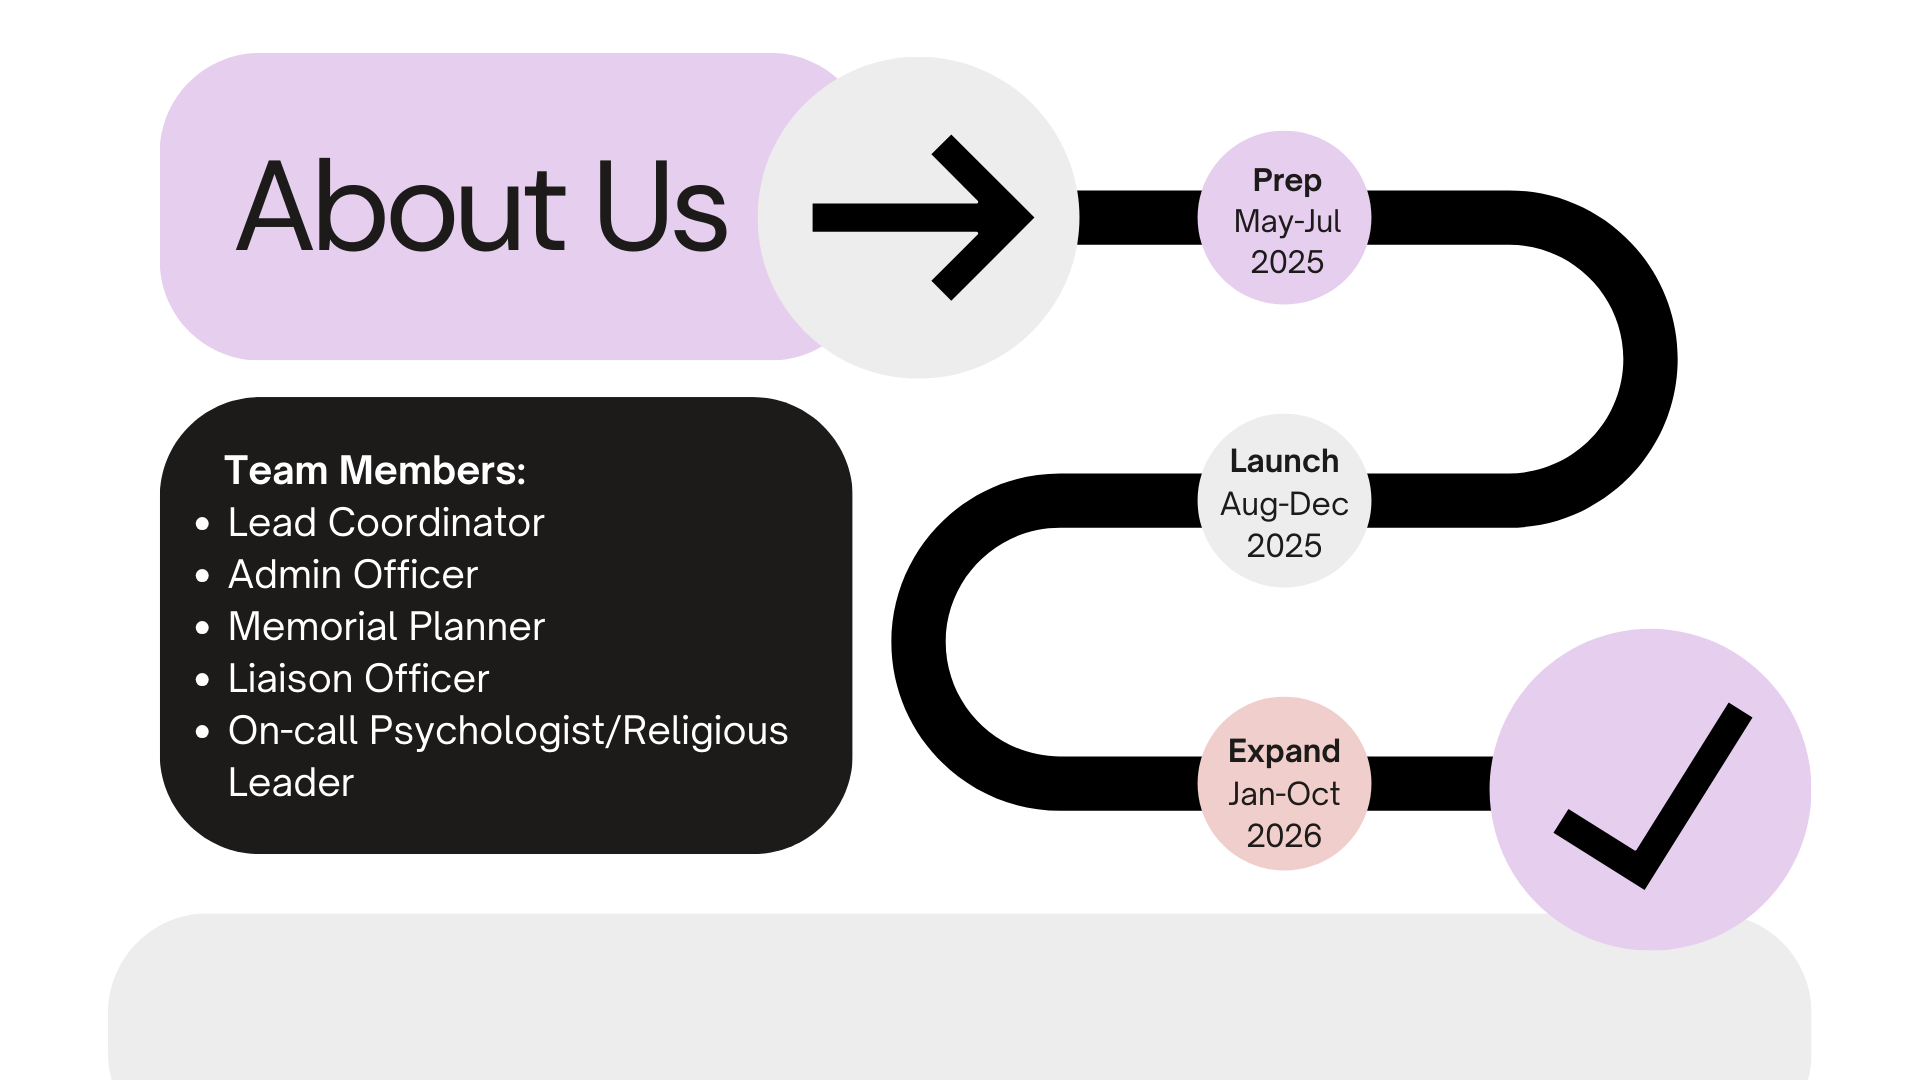 About Us
Team Members:
• Lead Coordinator
• Admin Officer
• Memorial Planner
• Liaison Officer
• On-call Psychologist/Religious
Leader
Prep
May-Jul
2025
Launch
Aug-Dec
2025
Expand
Jan-Oct
2026